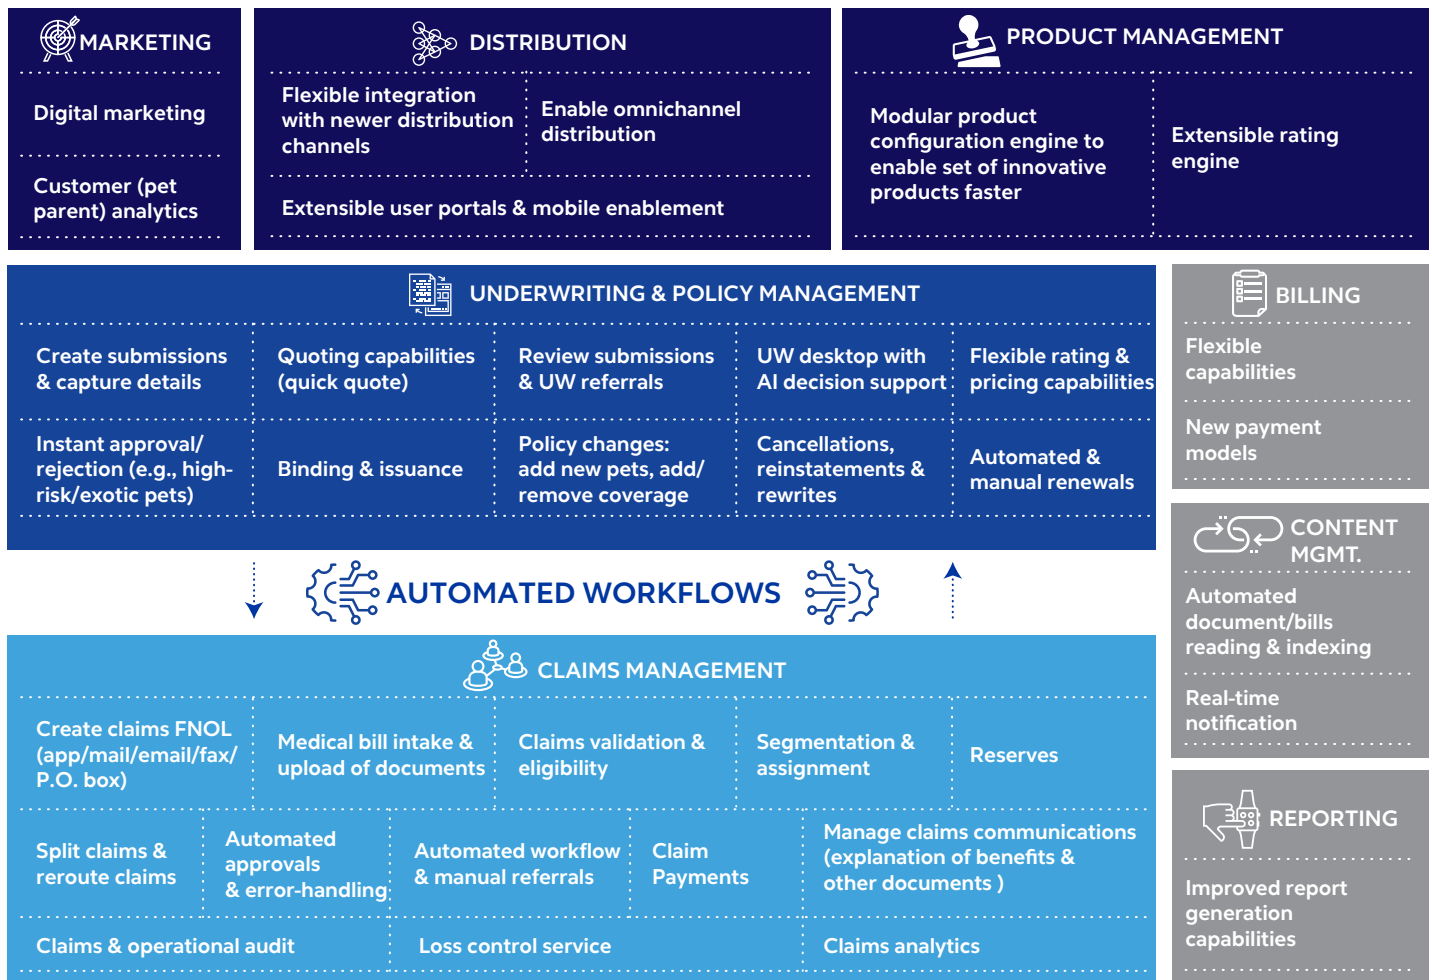 MARKETING
Digital marketing
Customer (pet
parent) analytics
DISTRIBUTION
Flexible integration
with newer distribution
channels
Enable omnichannel
distribution
Extensible user portals & mobile enablement
PRODUCT MANAGEMENT
Modular product
configuration engine to
enable set of innovative
products faster
Extensible rating
engine
UNDERWRITING & POLICY MANAGEMENT
Create submissions
& capture details
Quoting capabilities
(quick quote)
Review submissions
& UW referrals
UW desktop with
AI decision support
Flexible rating &
pricing capabilities
Instant approval/
rejection (e.g., high-
risk/exotic pets)
Binding & issuance
Policy changes:
add new pets, add/
remove coverage
Cancellations,
reinstatements &
rewrites
Automated &
manual renewals
BILLING
Flexible
capabilities
New payment
models
CONTENT
MGMT.
Automated
document/bills
reading & indexing
Real-time
notification
AUTOMATED WORKFLOWS
CLAIMS MANAGEMENT
Create claims FNOL
(app/mail/email/fax/
P.O. box)
Medical bill intake &
upload of documents
Claims validation &
eligibility
Segmentation &
assignment
Reserves
Split claims &
reroute claims
Automated
approvals
& error-handling
Automated workflow
& manual referrals
Claim
Payments
Manage claims communications
(explanation of benefits &
other documents )
Claims & operational audit
Loss control service
Claims analytics
REPORTING
Improved report
generation
capabilities